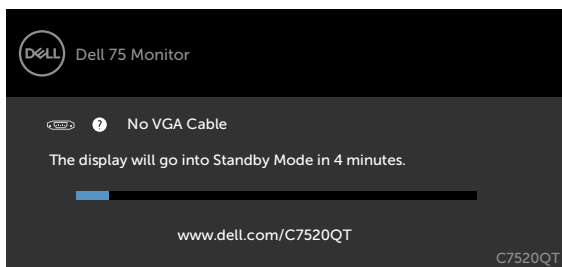 DELL
Dell 75 Monitor
? No VGA Cable
The display will go into Standby Mode in 4 minutes.
www.dell.com/C7520QT
C7520QT